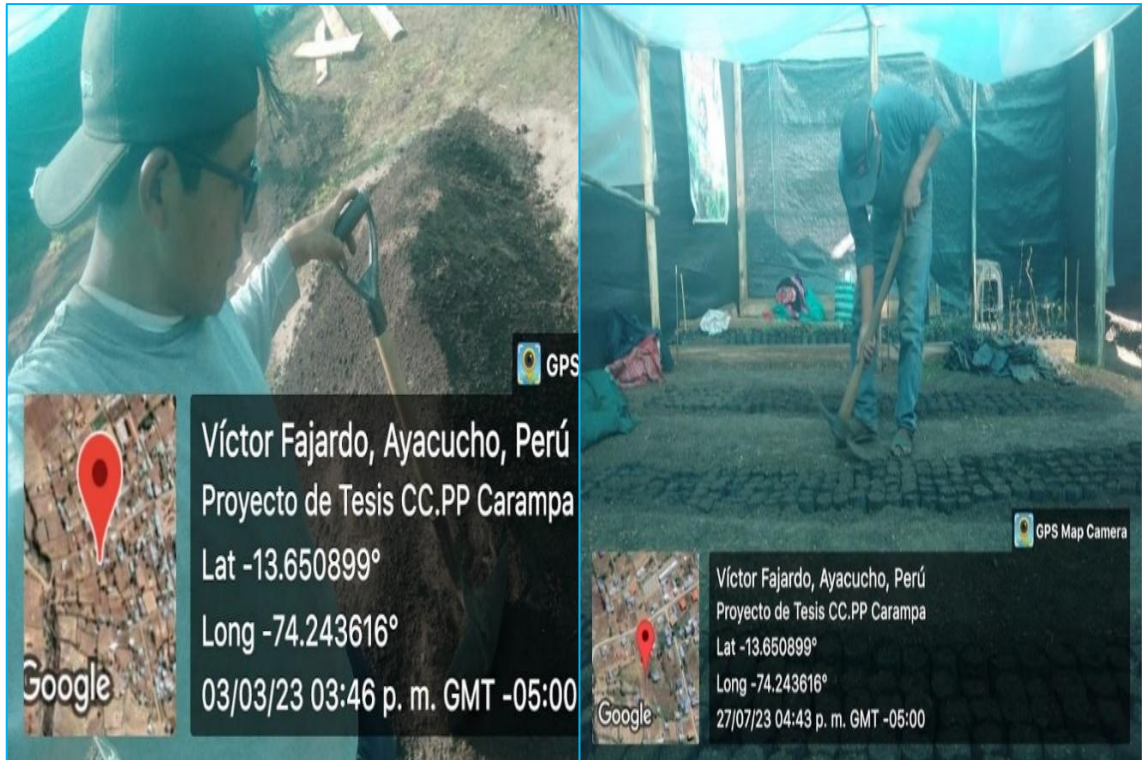 GPS
Víctor Fajardo, Ayacucho, Perú
Proyecto de Tesis CC.PP Carampa
Lat -13.650899°
Long -74.243616°
03/03/23 03:46 p. m. GMT -05:00
Google
GPS Map Camera
Víctor Fajardo, Ayacucho, Perú
Proyecto de Tesis CC.PP Carampa
Lat -13.650899°
Long -74.243616°
27/07/23 04:43 p. m. GMT -05:00
Google